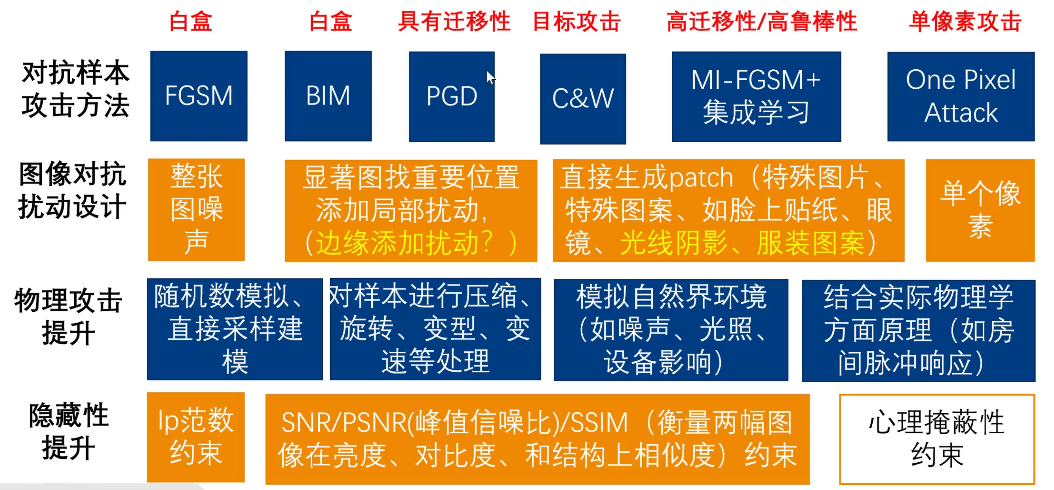 白盒
白盒
具有迁移性
目标攻击
高迁移性/高鲁棒性
单像素攻击
对抗样本
攻击方法
FGSM
BIM
PGD
C&W
MI-FGSM+
集成学习
One Pixel
Attack
图像对抗
扰动设计
整张
图噪
声
显著图找重要位置
添加局部扰动，
（边缘添加扰动？）
直接生成patch（特殊图片、
特殊图案、如脸上贴纸、眼
镜、光线阴影、服装图案）
单个像
素
物理攻击
提升
随机数模拟、
直接采样建
模
对样本进行压缩、
旋转、变型、变
速等处理
模拟自然界环境
（如噪声、光照、
设备影响）
结合实际物理学
方面原理（如房
间脉冲响应）
隐藏性
提升
lp范数
约束
SNR/PSNR(峰值信噪比)/SSIM（衡量两幅图
像在亮度、对比度、和结构上相似度）约束
心理掩蔽性
约束